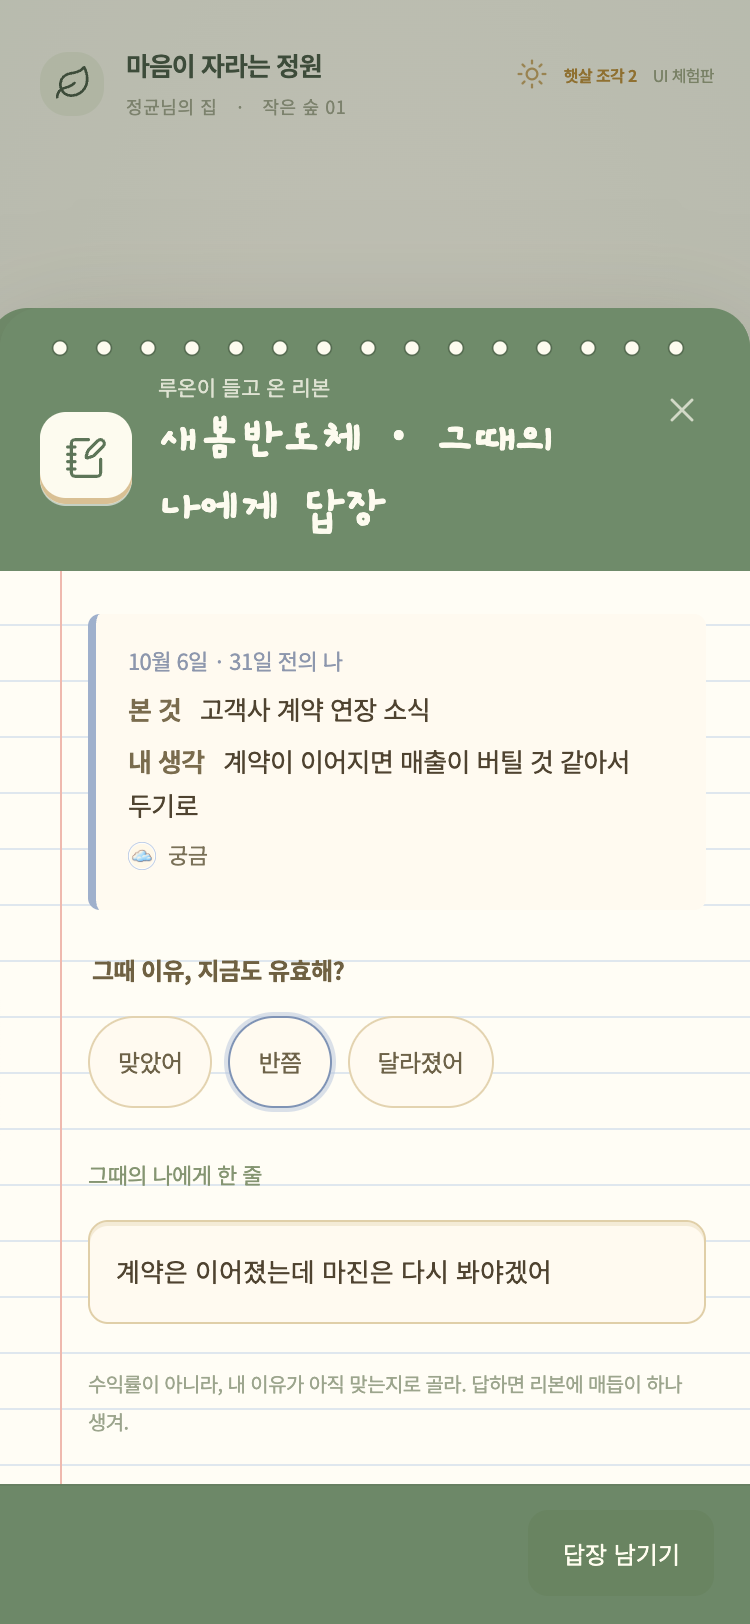 마음이 자라는 정원
정균님의 집 · 작은 숲 01
햇살 조각 2 UI 체험판
루온이 들고 온 리본
새봄반도체 · 그때의
나에게 답장
10월 6일 · 31일 전의 나
본 것 고객사 계약 연장 소식
내 생각 계약이 이어지면 매출이 버틸 것 같아서
두기로
궁금
그때 이유, 지금도 유효해?
맞았어 반쯤 달라졌어
그때의 나에게 한 줄
계약은 이어졌는데 마진은 다시 봐야겠어
수익률이 아니라, 내 이유가 아직 맞는지로 골라. 답하면 리본에 매듭이 하나
생겨.
답장 남기기